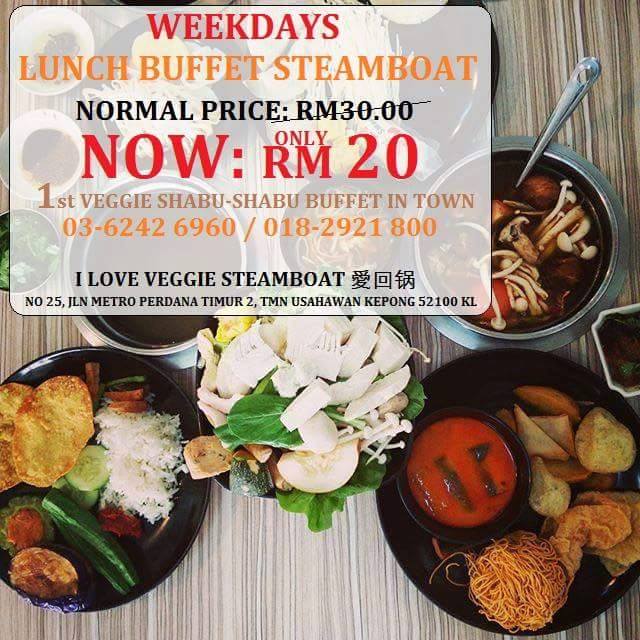 WEEKDAYS
LUNCH BUFFET STEAMBOAT
NORMAL PRICE: RM30.00
NOW: ONLY RM 20
1st VEGGIE SHABU-SHABU BUFFET IN TOWN
03-6242 6960 / 018-2921 800
I LOVE VEGGIE STEAMBOAT 愛回锅
NO 25, JLN METRO PERDANA TIMUR 2, TMN USAHAWAN KEPONG 52100 KL